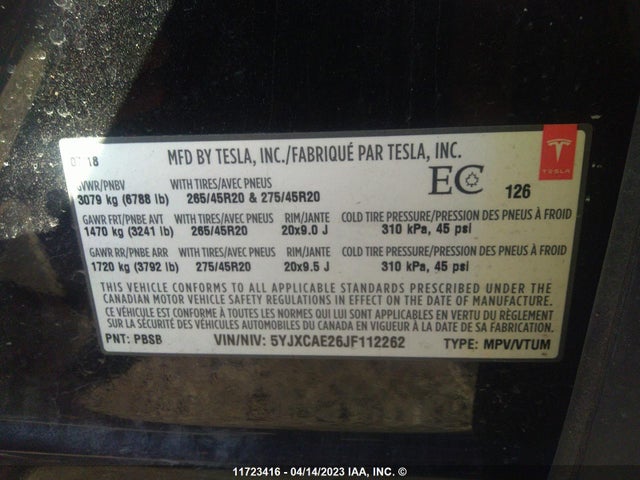 18 MFD BY TESLA, INC./FABRIQUÉ PAR TESLA, INC.
GVWR/PNBV WITH TIRES/AVEC PNEUS
3079 kg (6788 lb) 265/45R20 & 275/45R20 EC 126
TESLA
GAWR FRT/PNBE AVT WITH TIRES/AVEC PNEUS RIM/JANTE COLD TIRE PRESSURE/PRESSION DES PNEUS À FROID
1470 kg (3241 lb) 265/45R20 20x9.0 J 310 kPa, 45 psi
GAWR RR/PNBE ARR WITH TIRES/AVEC PNEUS RIM/JANTE COLD TIRE PRESSURE/PRESSION DES PNEUS À FROID
1720 kg (3792 lb) 275/45R20 20x9.5 J 310 kPa, 45 psi
THIS VEHICLE CONFORMS TO ALL APPLICABLE STANDARDS PRESCRIBED UNDER THE
CANADIAN MOTOR VEHICLE SAFETY REGULATIONS IN EFFECT ON THE DATE OF MANUFACTURE.
CE VÉHICULE EST CONFORME À TOUTES LES NORMES QUI LUI SONT APPLICABLES EN VERTU DU RÈGLEMENT
SUR LA SÉCURITÉ DES VÉHICULES AUTOMOBILES DU CANADA EN VIGUEUR À LA DATE DE SA FABRICATION.
PNT: PBSB VIN/NIV: 5YJXCAE26JF112262 TYPE: MPV/VTUM
11723416 - 04/14/2023 IAA, INC. ©